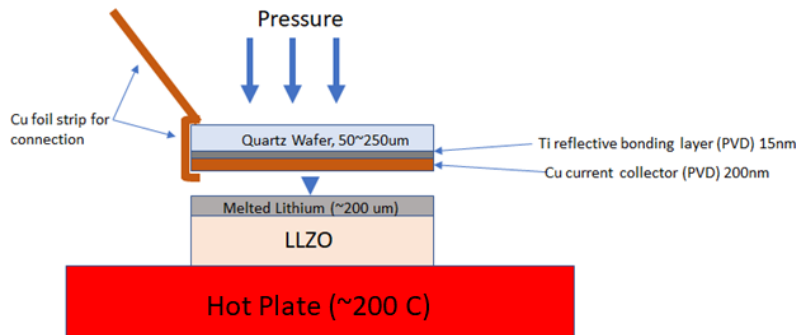 Pressure
Cu foil strip for
connection
Quartz Wafer, 50~250um
Ti reflective bonding layer (PVD) 15nm
Cu current collector (PVD) 200nm
Melted Lithium (~200 um)
LLZO
Hot Plate (~200 C)